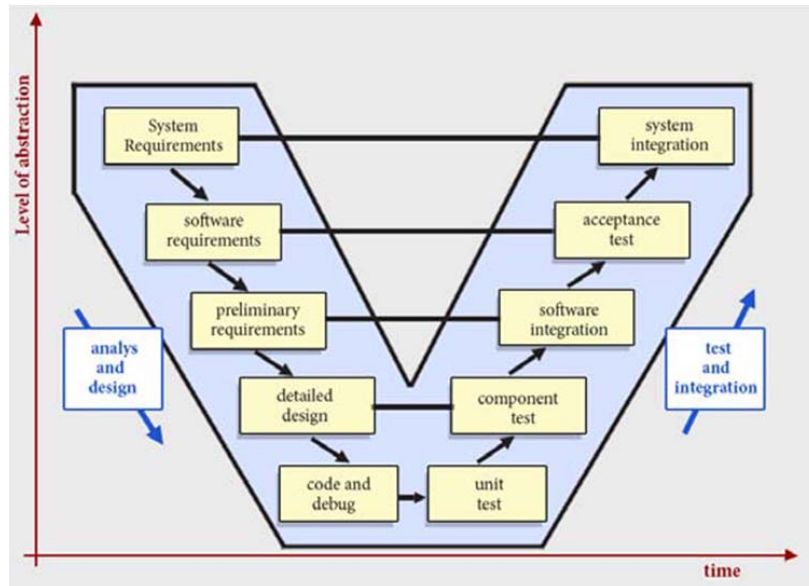 Level of abstraction
System
Requirements
system
integration
software
requirements
acceptance
test
preliminary
requirements
software
integration
analys
and
design
test
and
integration
detailed
design
component
test
code and
debug
unit
test
time